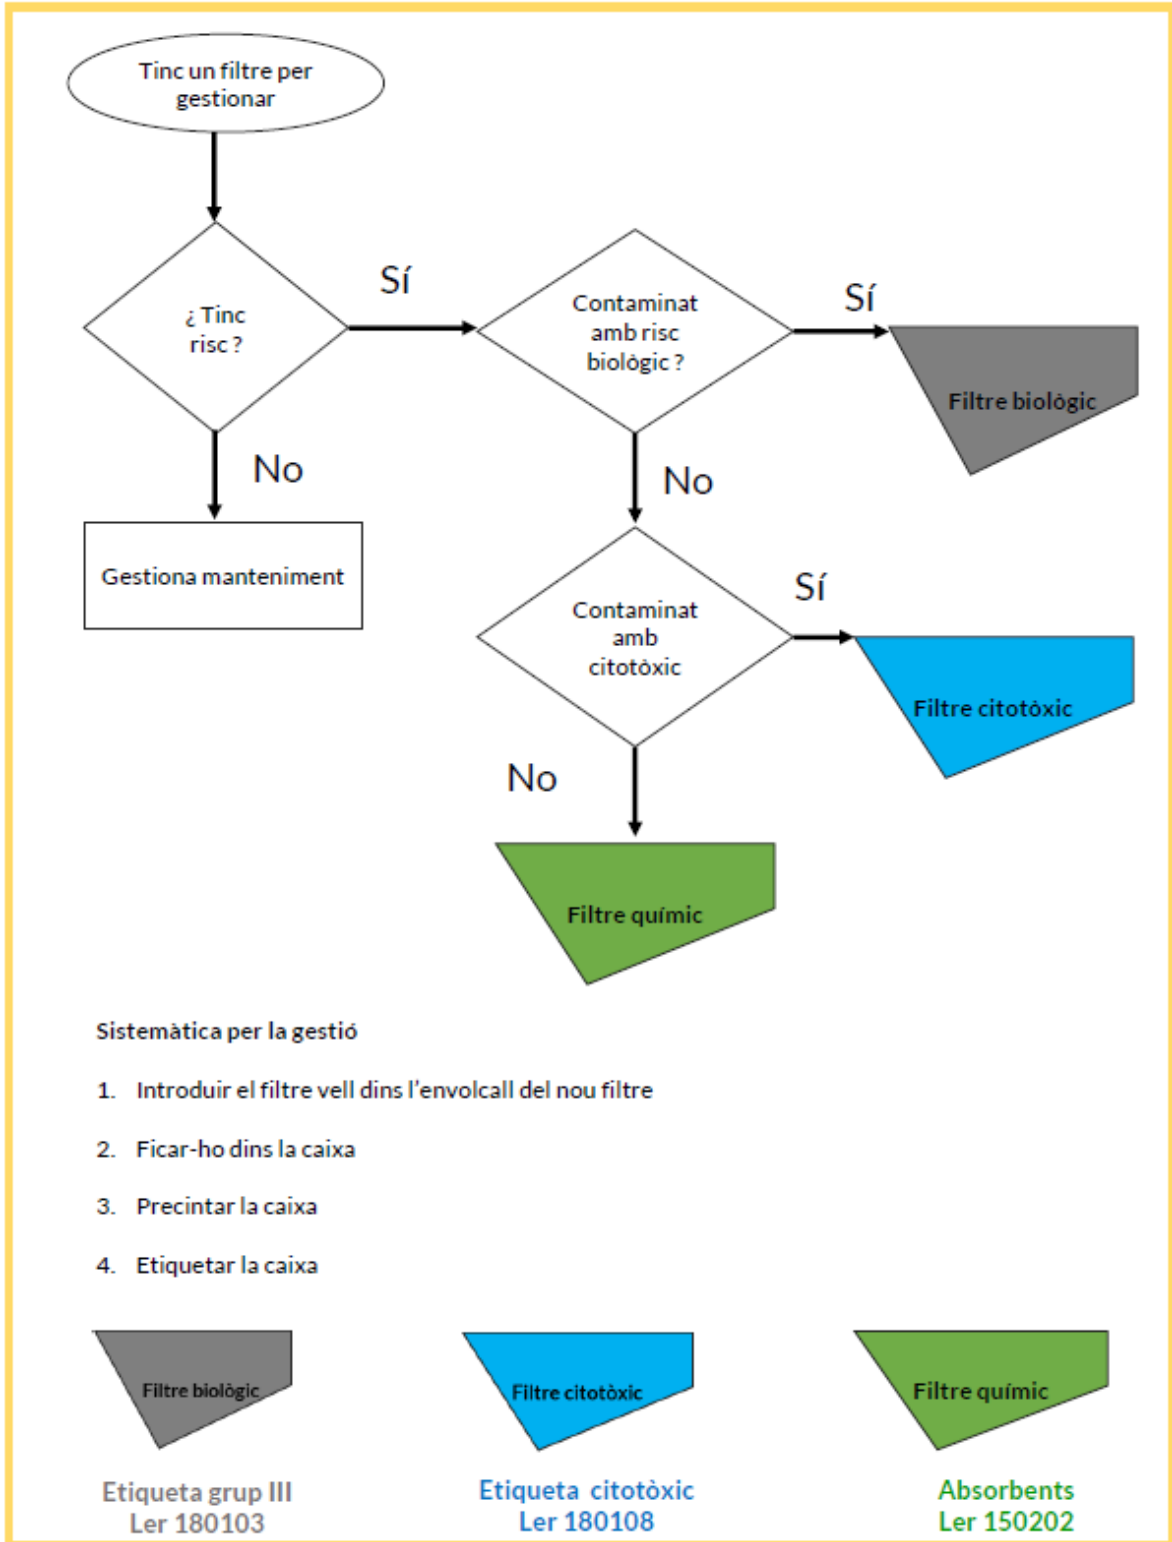 Tinc un filtre per
gestionar
¿ Tinc
risc ?
Sí
Contaminat
amb risc
biològic ?
Sí
Filtre biològic
No
No
Gestiona manteniment
Contaminat
amb
citotòxic
Sí
Filtre citotòxic
No
Filtre químic
Sistemàtica per la gestió
1. Introduir el filtre vell dins l'envolcall del nou filtre
2. Ficar-ho dins la caixa
3. Precintar la caixa
4. Etiquetar la caixa
Filtre biològic
Filtre citotòxic
Filtre químic
Etiqueta grup III
Ler 180103
Etiqueta citotòxic
Ler 180108
Absorbents
Ler 150202